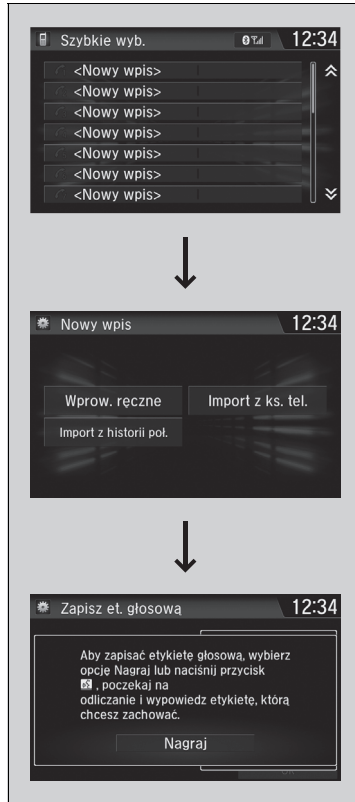 Szybkie wyb. 12:34
<Nowy wpis>
<Nowy wpis>
<Nowy wpis>
<Nowy wpis>
<Nowy wpis>
<Nowy wpis>
<Nowy wpis>
Nowy wpis 12:34
Wprow. ręczne Import z ks. tel.
Import z historii poł.
Zapisz et. głosową 12:34
Aby zapisać etykietę głosową, wybierz
opcję Nagraj lub naciśnij przycisk
, poczekaj na
odliczanie i wypowiedz etykietę, którą
chcesz zachować.
Nagraj